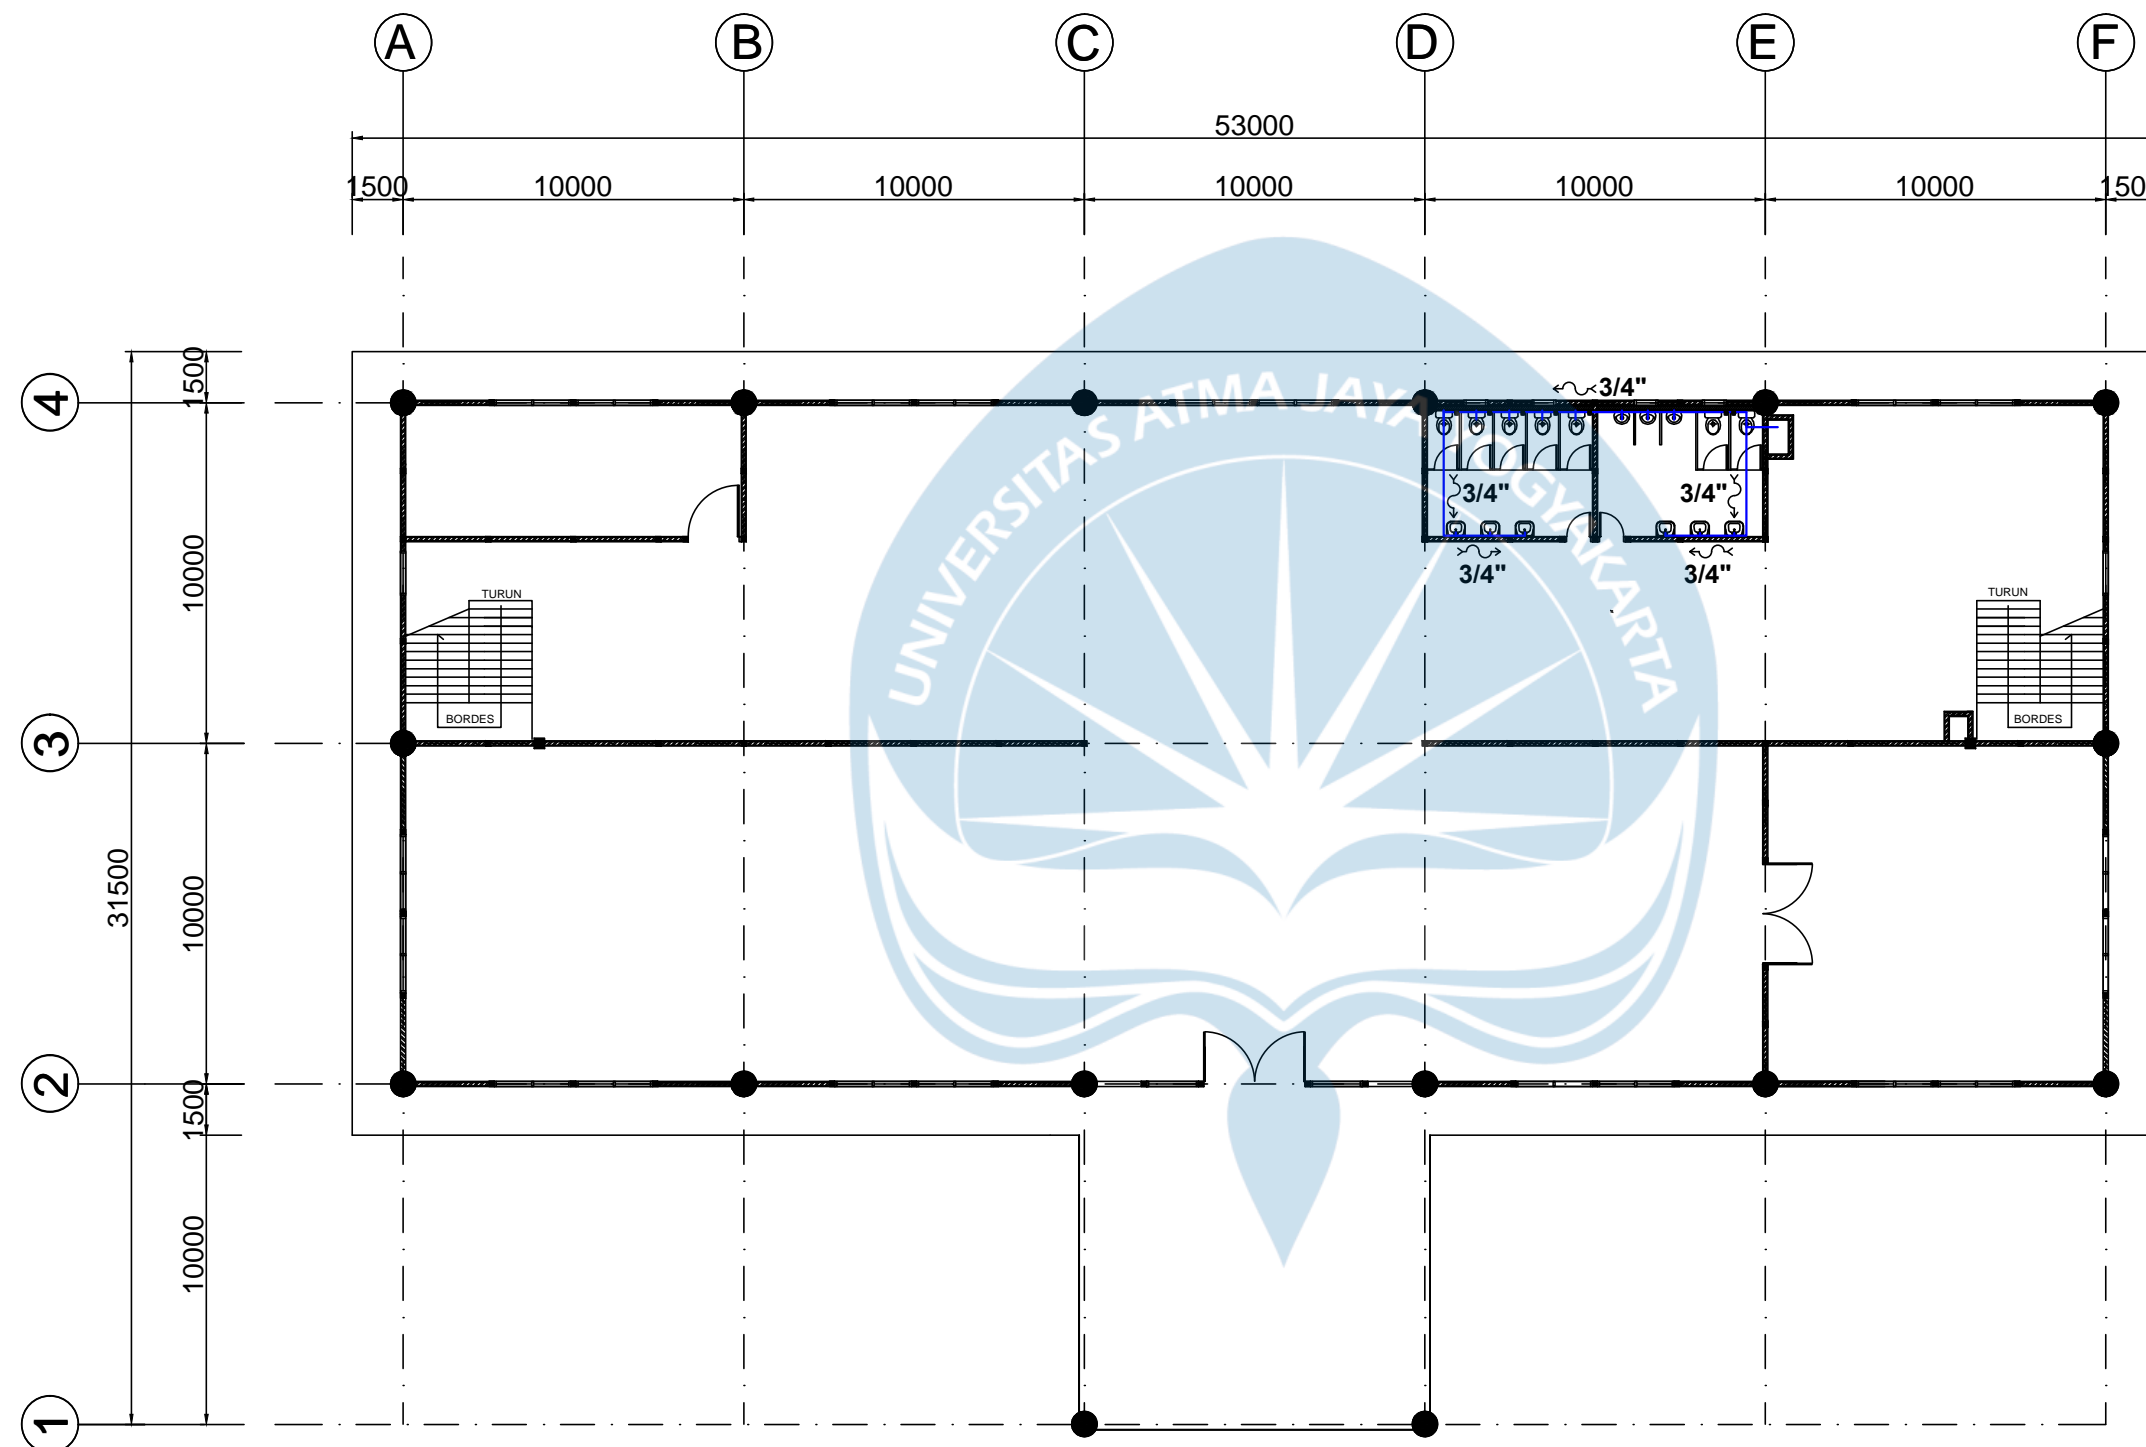 A B C D E F
53000
1500 10000 10000 10000 10000 10000 150
4
3
2
1
1500
10000
10000
1500
10000
31500
UNIVERSITAS ATMA JAYA YOGYAKARTA
3/4"
3/4" 3/4"
3/4" 3/4"
TURUN
BORDES
TURUN
BORDES